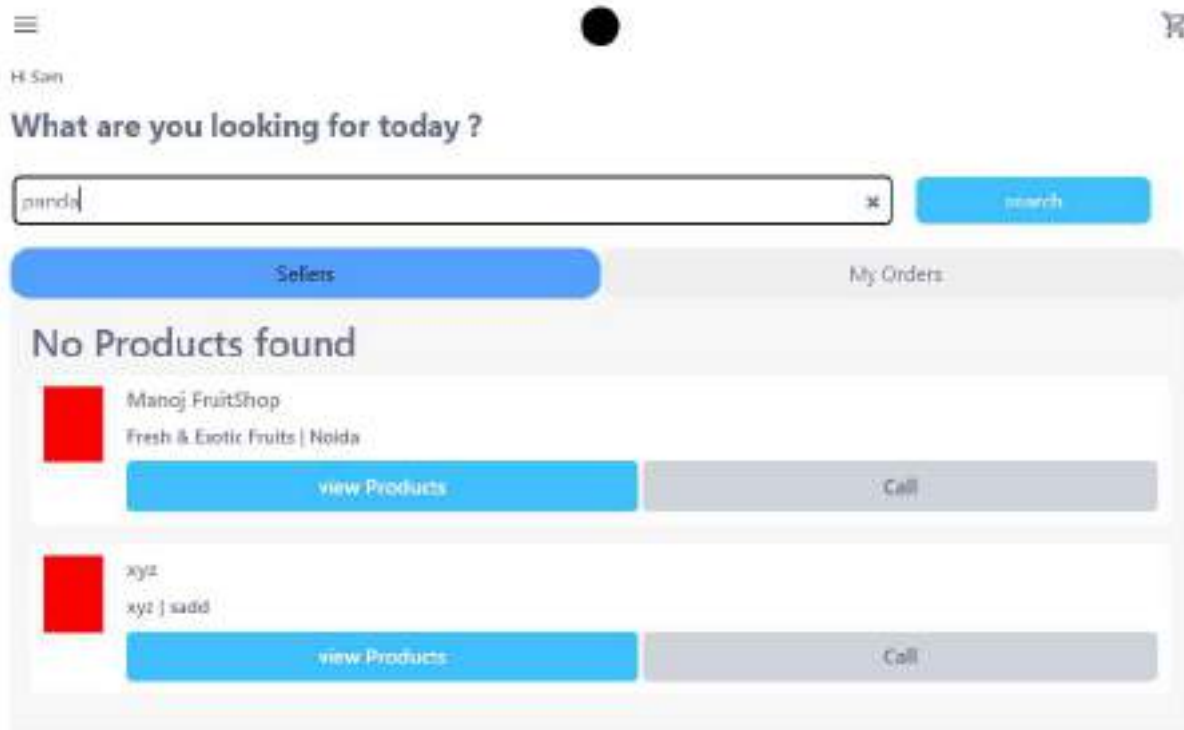 Hi Sam
What are you looking for today ?
panda
search
Sellers
My Orders
No Products found
Manoj FruitShop
Fresh & Exotic Fruits | Noida
view Products
Call
xyz
xyz | sadd
view Products
Call